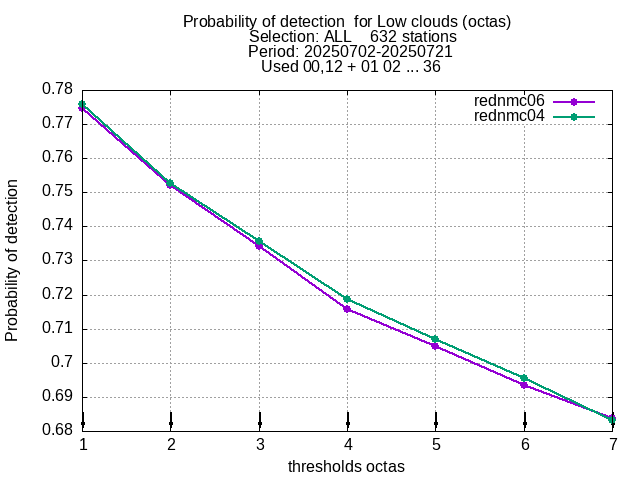 Probability of detection  for Low clouds (octas)
Selection: ALL    632 stations
Period: 20250702-20250721
Used 00,12 + 01 02 ... 36
rednmc06
rednmc04
Probability of detection
0.78
0.77
0.76
0.75
0.74
0.73
0.72
0.71
0.7
0.69
0.68
1 2 3 4 5 6 7
thresholds octas